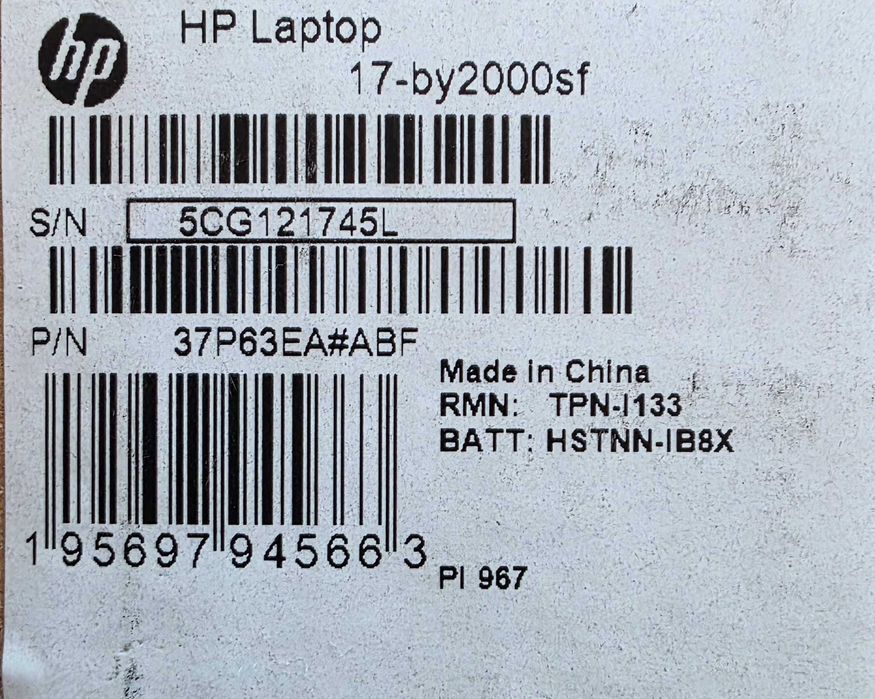 hp
HP Laptop
17-by2000sf
S/N 5CG121745L
P/N 37P63EA#ABF
Made in China
RMN: TPN-I133
BATT: HSTNN-IB8X
1 95697 94566 3
PI 967